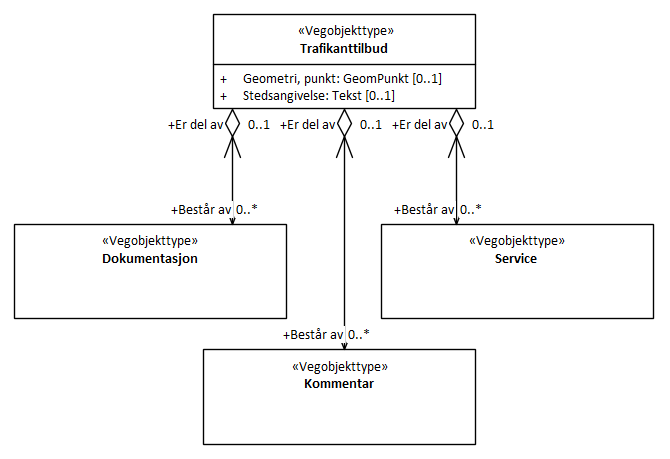 «Vegobjekttype»
Trafikanttilbud
+ Geometri, punkt: GeomPunkt [0..1]
+ Stedsangivelse: Tekst [0..1]
+Er del av 0..1 +Er del av 0..1 +Er del av 0..1
+Består av 0..* +Består av 0..*
«Vegobjekttype» «Vegobjekttype»
Dokumentasjon Service
+Består av 0..*
«Vegobjekttype»
Kommentar